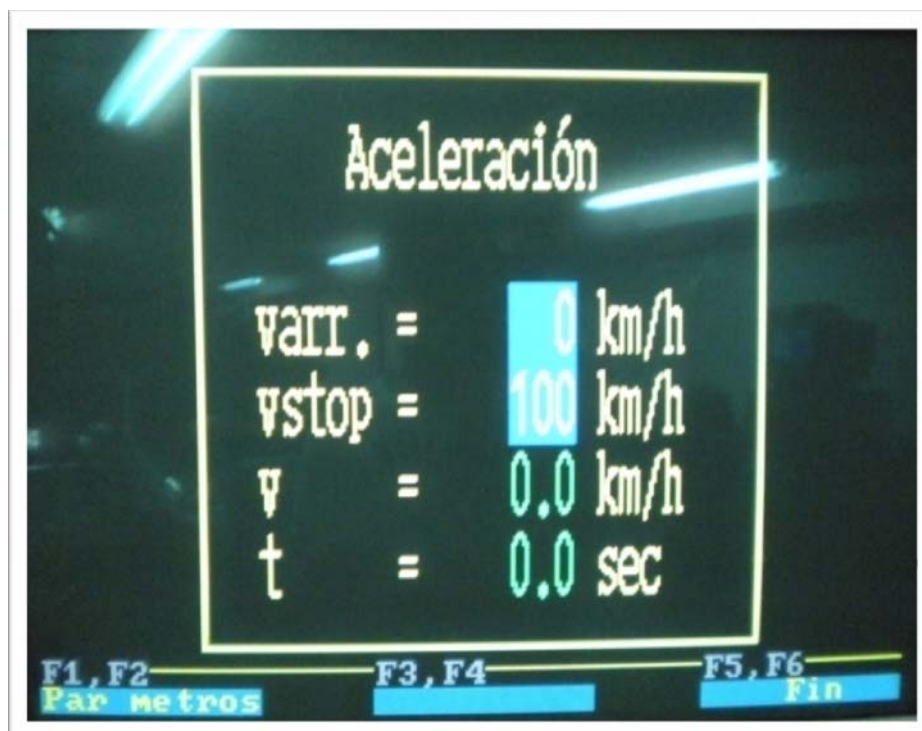 Aceleración
varr. = 0 km/h
vstop = 100 km/h
v = 0.0 km/h
t = 0.0 sec
F1,F2 F3,F4 F5,F6
Par metros Fin